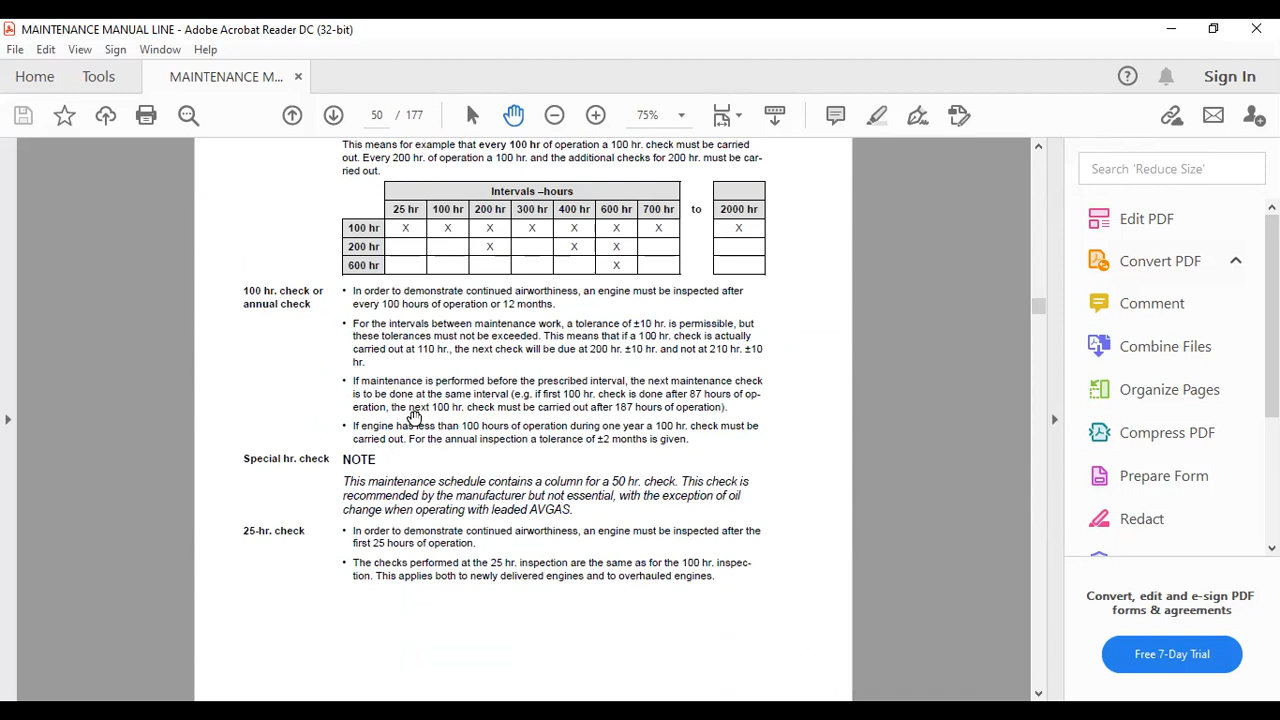 MAINTENANCE MANUAL LINE - Adobe Acrobat Reader DC (32-bit)
File Edit View Sign Window Help
Home Tools MAINTENANCE M... × Sign In
50 / 177 75%
This means for example that every 100 hr of operation a 100 hr. check must be carried
out. Every 200 hr. of operation a 100 hr. and the additional checks for 200 hr. must be car-
ried out.
Intervals –hours
25 hr 100 hr 200 hr 300 hr 400 hr 600 hr 700 hr to 2000 hr
100 hr X X X X X X X
200 hr X X X
600 hr X
100 hr. check or
annual check
• In order to demonstrate continued airworthiness, an engine must be inspected after
every 100 hours of operation or 12 months.
• For the intervals between maintenance work, a tolerance of ±10 hr. is permissible, but
these tolerances must not be exceeded. This means that if a 100 hr. check is actually
carried out at 110 hr., the next check will be due at 200 hr. ±10 hr. and not at 210 hr. ±10
hr.
• If maintenance is performed before the prescribed interval, the next maintenance check
is to be done at the same interval (e.g. if first 100 hr. check is done after 87 hours of op-
eration, the next 100 hr. check must be carried out after 187 hours of operation).
• If engine has less than 100 hours of operation during one year a 100 hr. check must be
carried out. For the annual inspection a tolerance of ±2 months is given.
Special hr. check NOTE
This maintenance schedule contains a column for a 50 hr. check. This check is
recommended by the manufacturer but not essential, with the exception of oil
change when operating with leaded AVGAS.
25-hr. check
• In order to demonstrate continued airworthiness, an engine must be inspected after the
first 25 hours of operation.
• The checks performed at the 25 hr. inspection are the same as for the 100 hr. inspec-
tion. This applies both to newly delivered engines and to overhauled engines.
Search 'Reduce Size'
Edit PDF
Convert PDF
Comment
Combine Files
Organize Pages
Compress PDF
Prepare Form
Redact
Convert, edit and e-sign PDF
forms & agreements
Free 7-Day Trial